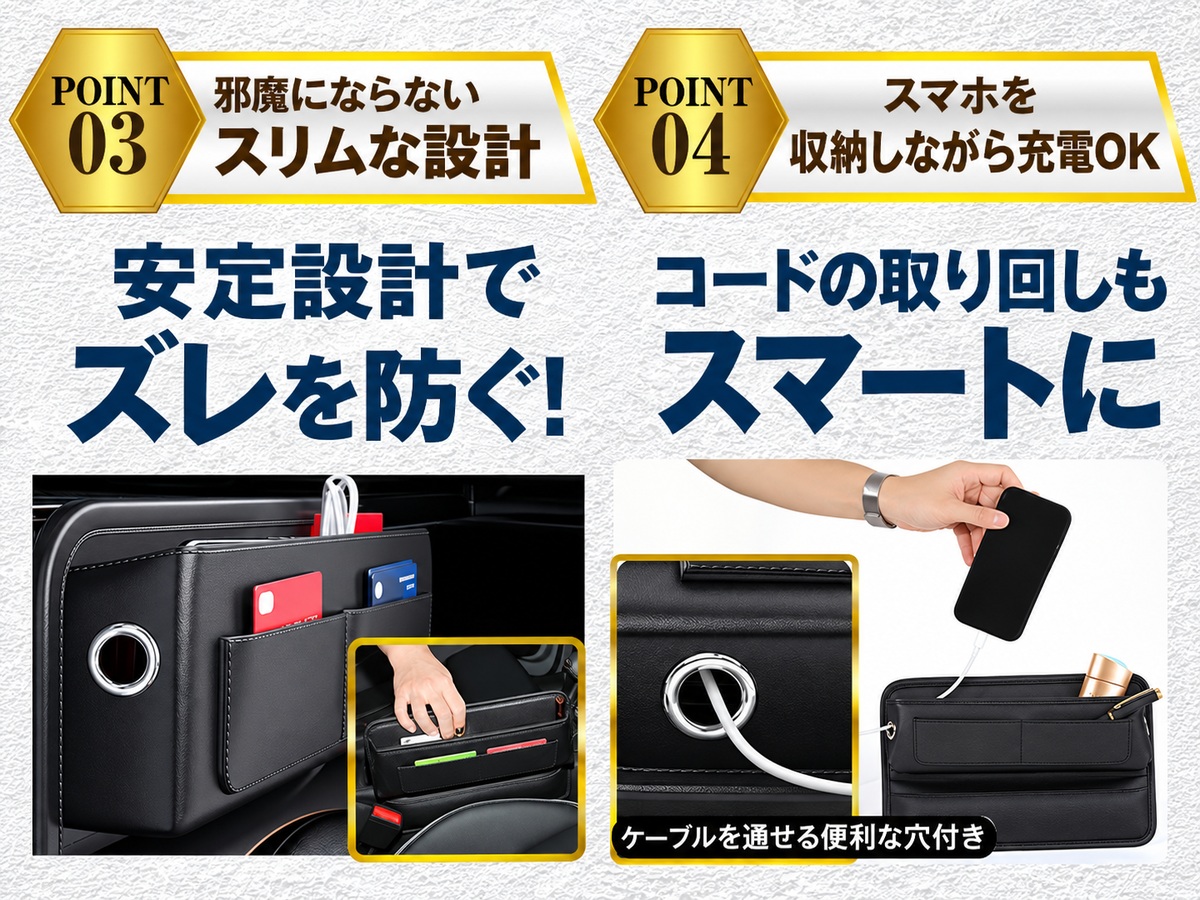 POINT
03
邪魔にならない
スリムな設計
安定設計で
ズレを防ぐ!
POINT
04
スマホを
収納しながら充電OK
コードの取り回しも
スマートに
ケーブルを通せる便利な穴付き